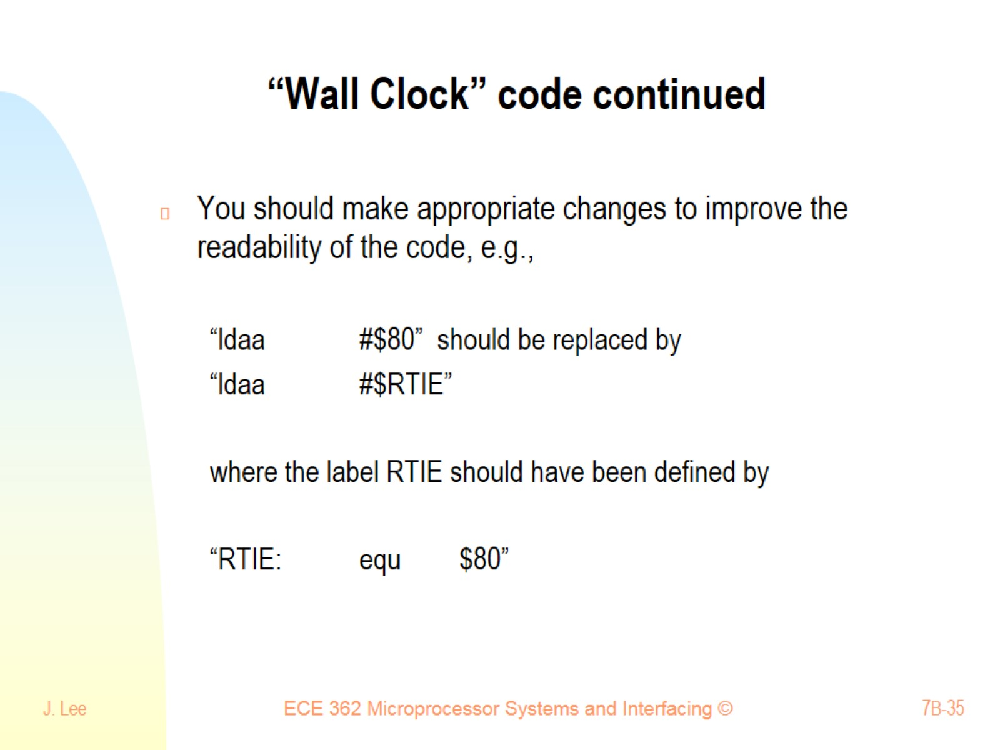 “Wall Clock” code continued
You should make appropriate changes to improve the
readability of the code, e.g.,
“ldaa #$80” should be replaced by
“ldaa #$RTIE”
where the label RTIE should have been defined by
“RTIE: equ $80”
J. Lee ECE 362 Microprocessor Systems and Interfacing © 7B-35